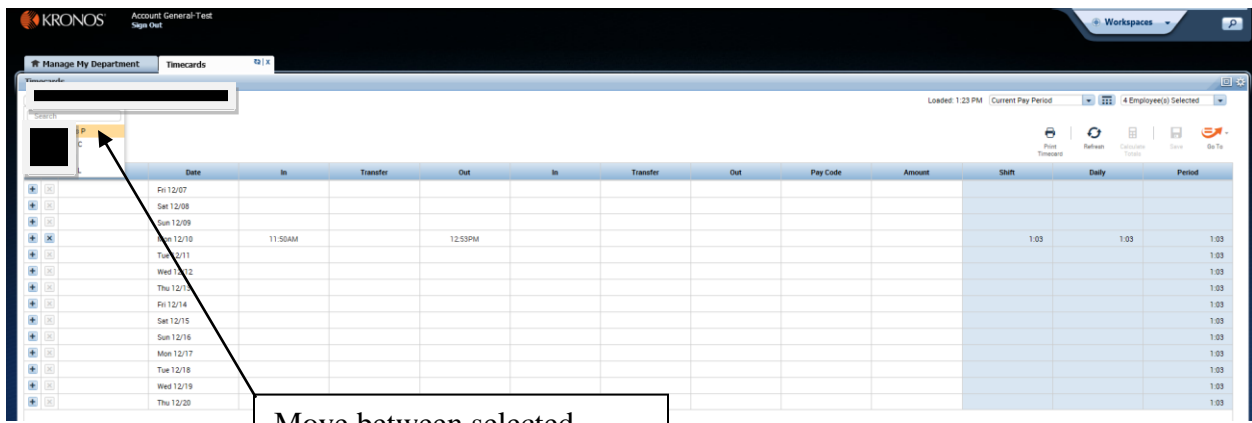 KRONOS Account General-Test
Sign Out
Workspaces
Manage My Department Timecards
Timecards
Loaded: 1:23 PM Current Pay Period 4 Employee(s) Selected
Search
P
C
L
Print Timecard Refresh Calculate Totals Save Go To
Date In Transfer Out In Transfer Out Pay Code Amount Shift Daily Period
Fri 12/07
Sat 12/08
Sun 12/09
Mon 12/10 11:50AM 12:53PM 1:03 1:03 1:03
Tue 12/11 1:03
Wed 12/12 1:03
Thu 12/13 1:03
Fri 12/14 1:03
Sat 12/15 1:03
Sun 12/16 1:03
Mon 12/17 1:03
Tue 12/18 1:03
Wed 12/19 1:03
Thu 12/20 1:03
Move between selected